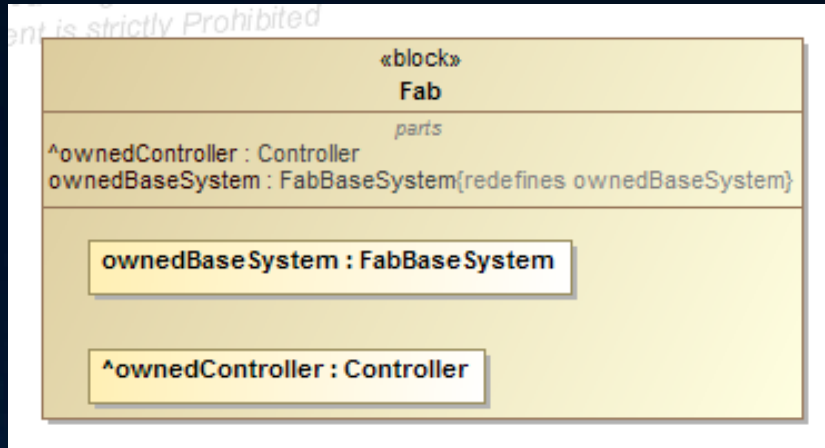 ent is strictly Prohibited
«block»
Fab
parts
^ownedController : Controller
ownedBaseSystem : FabBaseSystem{redefines ownedBaseSystem}
ownedBaseSystem : FabBaseSystem
^ownedController : Controller